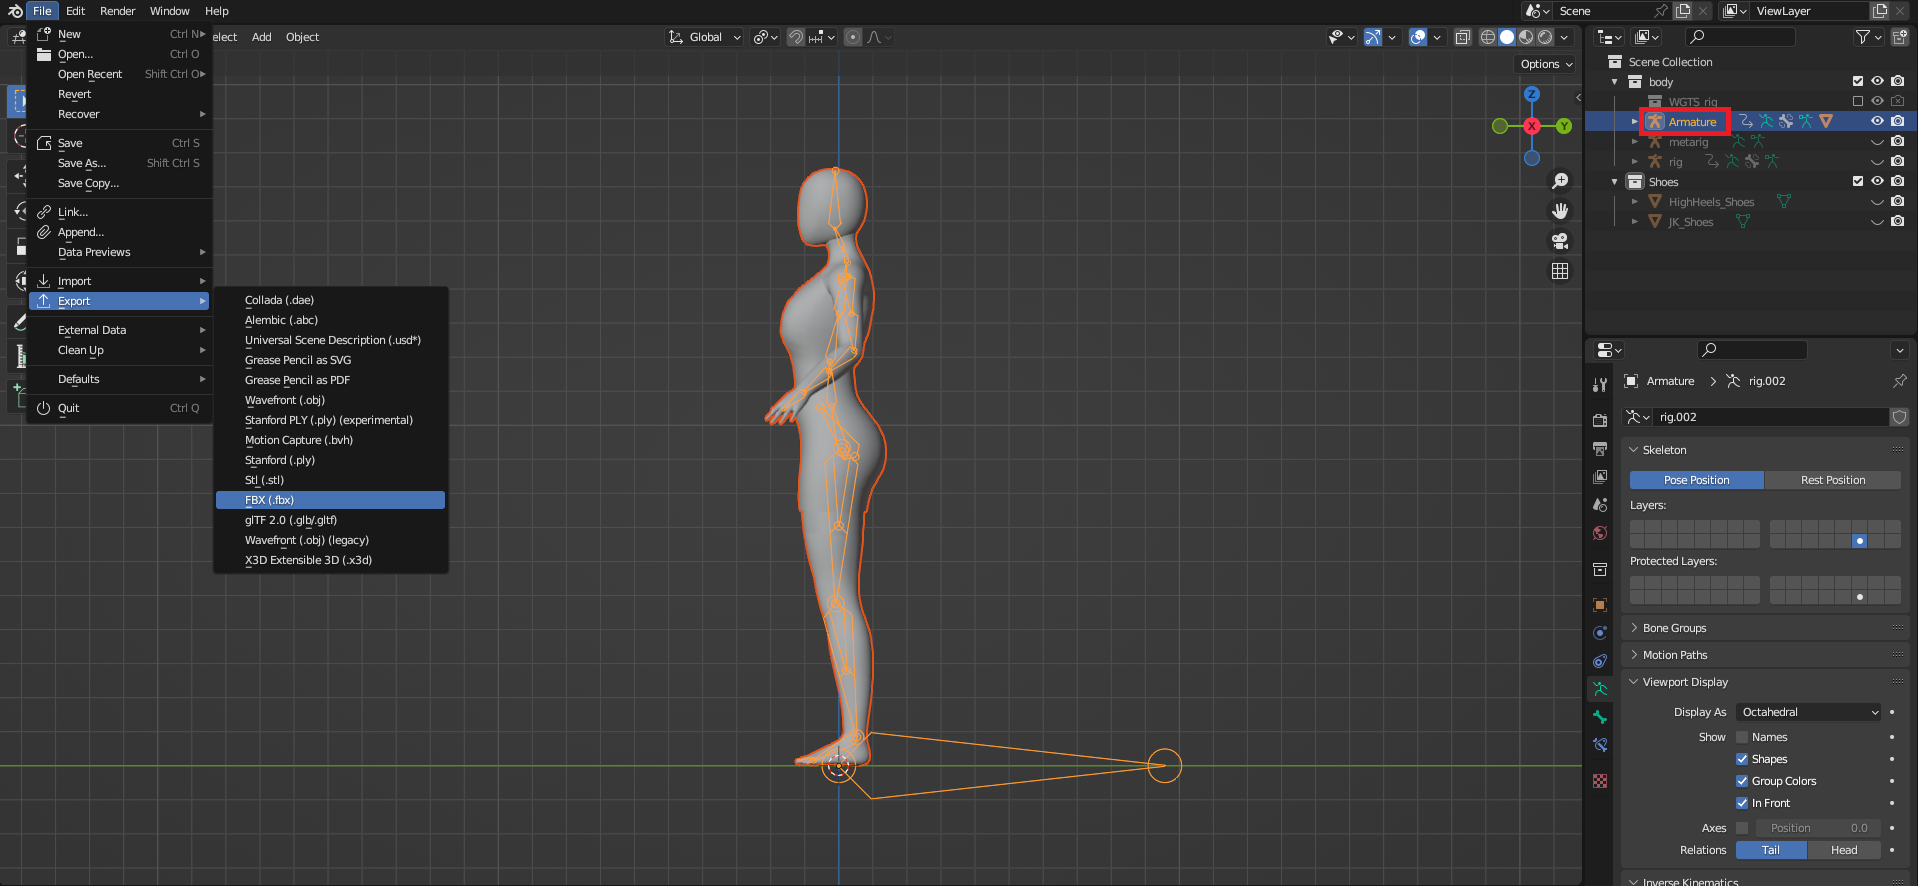 File Edit Render Window Help
Scene
ViewLayer
New Ctrl N
Open... Ctrl O
Open Recent Shift Ctrl O
Revert
Recover
Save Ctrl S
Save As... Shift Ctrl S
Save Copy...
Link...
Append...
Data Previews
Import
Export
External Data
Clean Up
Defaults
Quit Ctrl Q
elect Add Object
Global
Options
Collada (.dae)
Alembic (.abc)
Universal Scene Description (.usd*)
Grease Pencil as SVG
Grease Pencil as PDF
Wavefront (.obj)
Stanford PLY (.ply) (experimental)
Motion Capture (.bvh)
Stanford (.ply)
Stl (.stl)
FBX (.fbx)
glTF 2.0 (.glb/.gltf)
Wavefront (.obj) (legacy)
X3D Extensible 3D (.x3d)
Z
X
Y
Scene Collection
body
WGTS_rig
Armature
metarig
rig
Shoes
HighHeels_Shoes
JK_Shoes
Armature rig.002
rig.002
Skeleton
Pose Position Rest Position
Layers:
Protected Layers:
Bone Groups
Motion Paths
Viewport Display
Display As Octahedral
Show Names
Shapes
Group Colors
In Front
Axes Position 0.0
Relations Tail Head
Inverse Kinematics